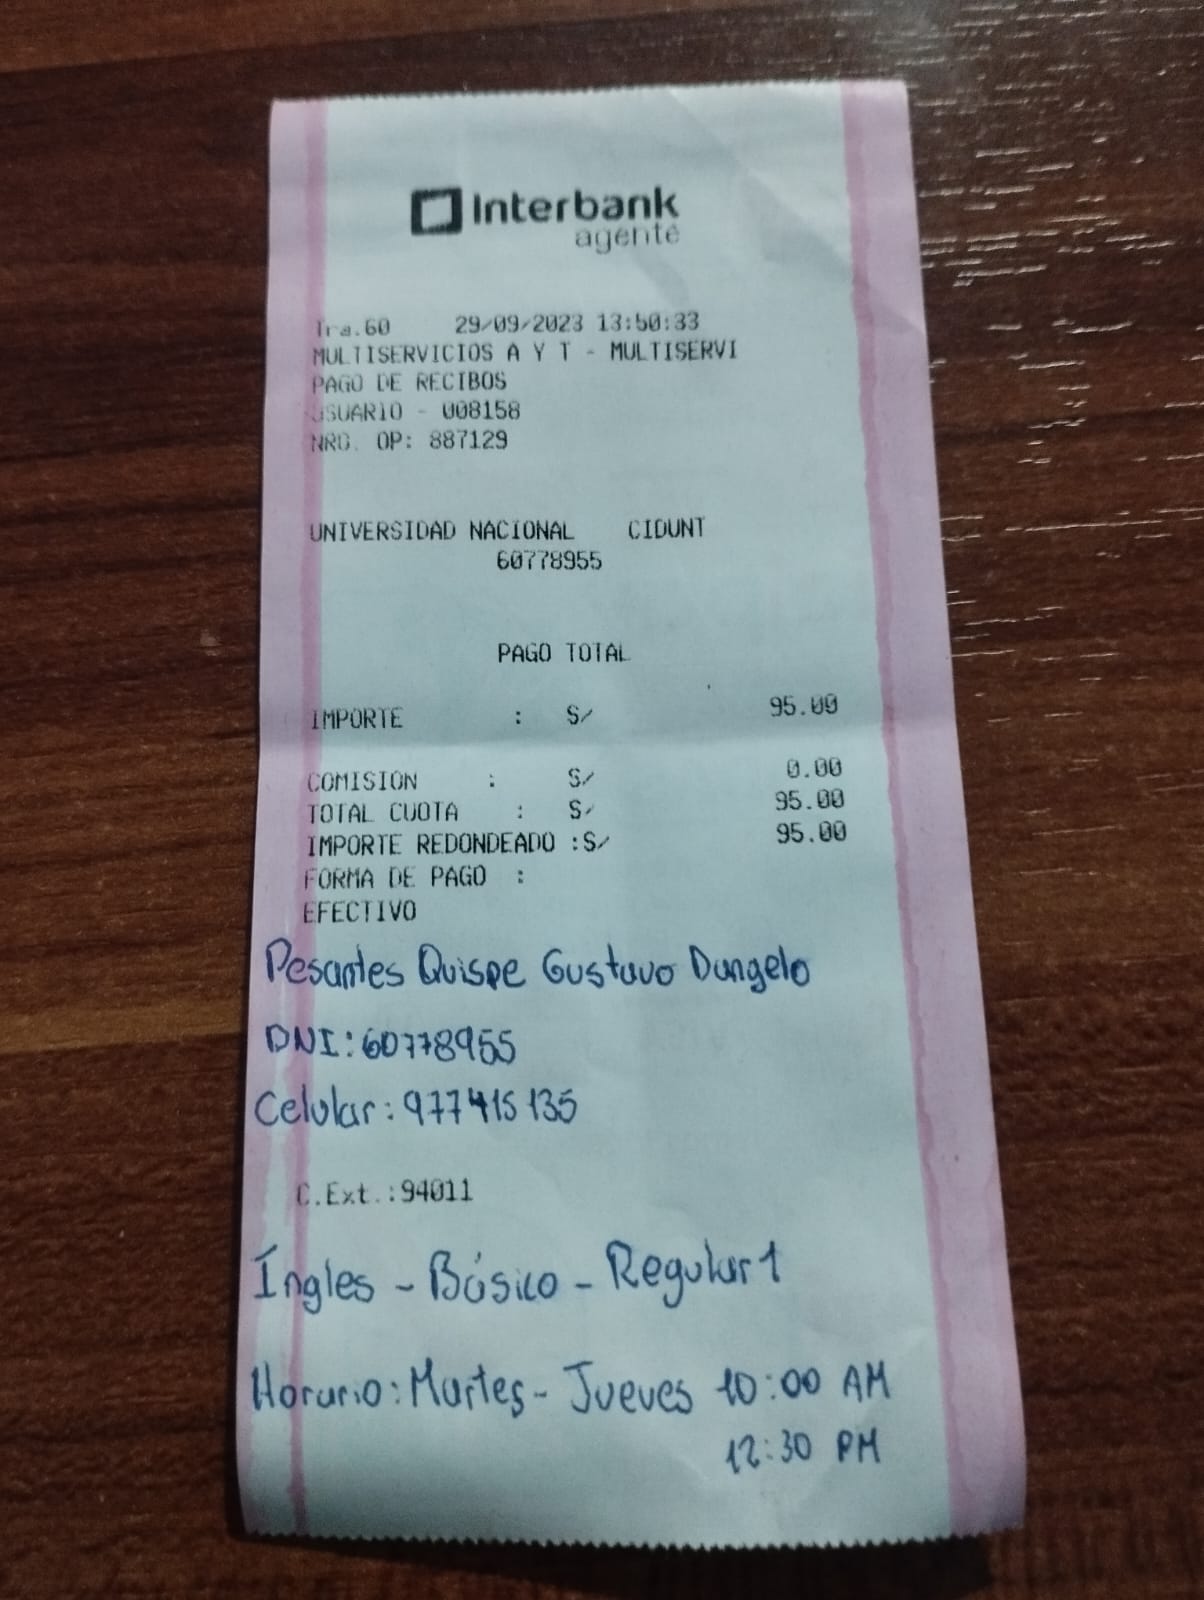 Interbank
agente
Tra.60 29/09/2023 13:50:33
MULTISERVICIOS A Y T - MULTISERVI
PAGO DE RECIBOS
USUARIO - 008158
NRO. OP: 887129
UNIVERSIDAD NACIONAL CIDUNT
60778955
PAGO TOTAL
IMPORTE : S/ 95.00
COMISION : S/ 0.00
TOTAL CUOTA : S/ 95.00
IMPORTE REDONDEADO :S/ 95.00
FORMA DE PAGO :
EFECTIVO
Pesantes Quispe Gustavo Dangelo
DNI: 60778955
Celular: 977415135
C.Ext.:94011
Íngles - Básico - Regular 1
Horario: Martes - Jueves 10:00 AM
12:30 PM